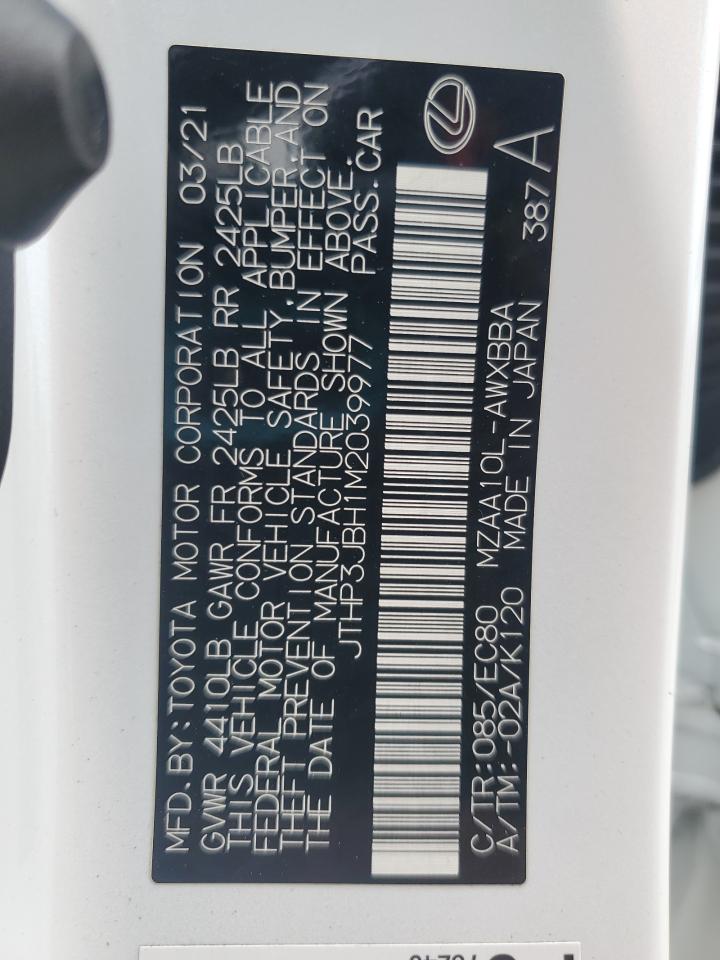 MFD. BY: TOYOTA MOTOR CORPORATION 03/21
GVWR 4410LB GAWR FR 2425LB RR 2425LB
THIS VEHICLE CONFORMS TO ALL APPLICABLE
FEDERAL MOTOR VEHICLE SAFETY, BUMPER, AND
THEFT PREVENTION STANDARDS IN EFFECT ON
THE DATE OF MANUFACTURE SHOWN ABOVE.
JTHP3JBH1M2039977 PASS. CAR
C/TR: 085/EC80 MZAA10L-AWXBBA
A/TM: -02A/K120 MADE IN JAPAN
387 A